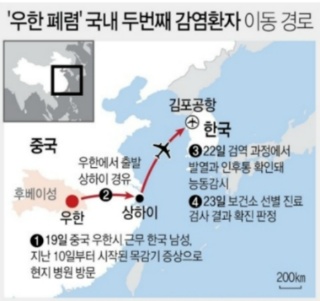 '우한 폐렴' 국내 두번째 감염환자 이동 경로
김포공항
한국
중국
❸ 22일 검역 과정에서
발열과 인후통 확인돼
능동감시
우한에서 출발
상하이 경유
❷
후베이성
우한
상하이
❹ 23일 보건소 선별 진료
검사 결과 확진 판정
❶ 19일 중국 우한시 근무 한국 남성,
지난 10일부터 시작된 목감기 증상으로
현지 병원 방문
200km